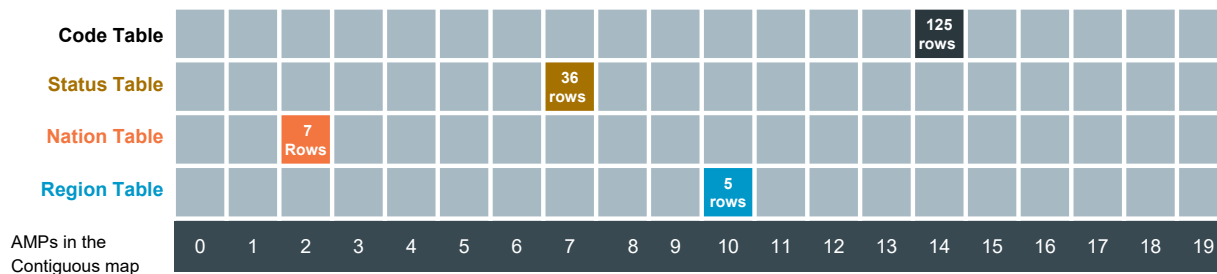 Code Table
125
rows
Status Table
36
rows
Nation Table
7
Rows
Region Table
5
rows
AMPs in the
Contiguous map
0 1 2 3 4 5 6 7 8 9 10 11 12 13 14 15 16 17 18 19